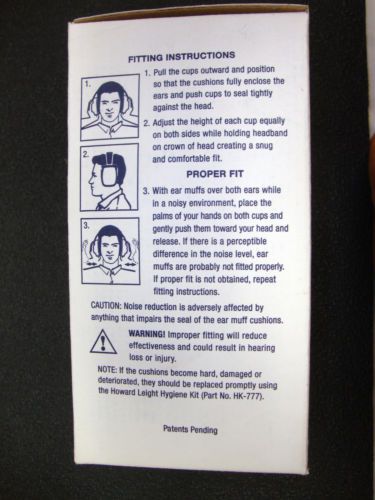 FITTING INSTRUCTIONS
1.
1. Pull the cups outward and position
so that the cushions fully enclose the
ears and push cups to seal tightly
against the head.
2.
2. Adjust the height of each cup equally
on both sides while holding headband
on crown of head creating a snug
and comfortable fit.
PROPER FIT
3.
3. With ear muffs over both ears while
in a noisy environment, place the
palms of your hands on both cups and
gently push them toward your head and
release. If there is a perceptible
difference in the noise level, ear
muffs are probably not fitted properly.
If proper fit is not obtained, repeat
fitting instructions.
CAUTION: Noise reduction is adversely affected by
anything that impairs the seal of the ear muff cushions.
WARNING! Improper fitting will reduce
effectiveness and could result in hearing
loss or injury.
NOTE: If the cushions become hard, damaged or
deteriorated, they should be replaced promptly using
the Howard Leight Hygiene Kit (Part No. HK-777).
Patents Pending